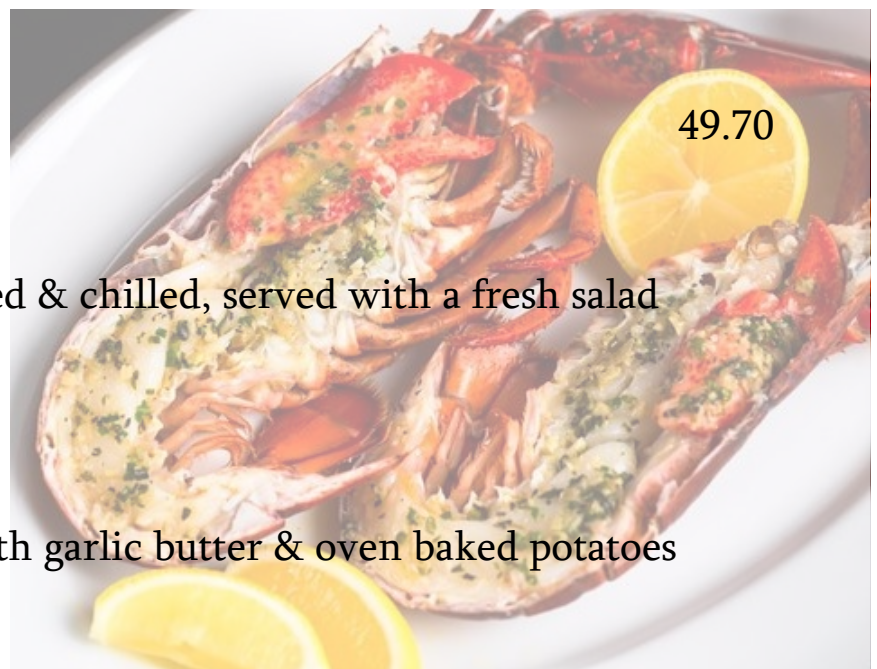 49.70
ed & chilled, served with a fresh salad
th garlic butter & oven baked potatoes